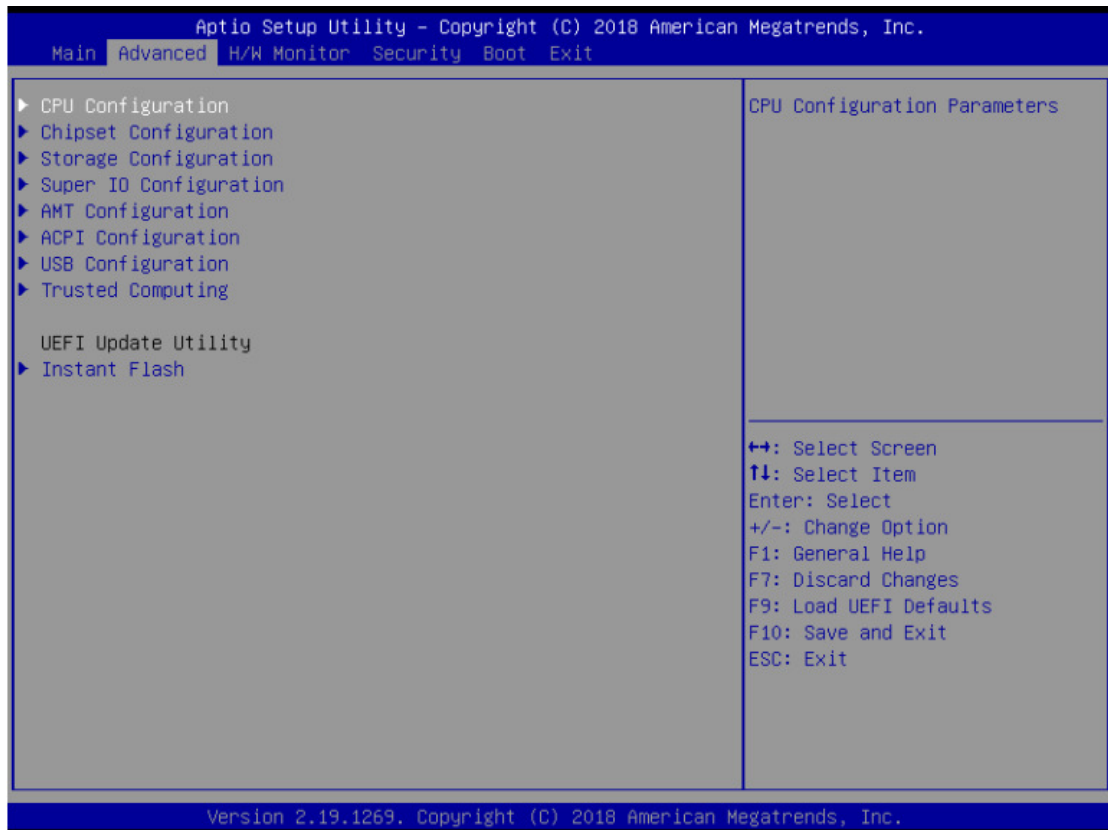 Aptio Setup Utility – Copyright (C) 2018 American Megatrends, Inc.
Main Advanced H/W Monitor Security Boot Exit
CPU Configuration
Chipset Configuration
Storage Configuration
Super IO Configuration
AMT Configuration
ACPI Configuration
USB Configuration
Trusted Computing
UEFI Update Utility
Instant Flash
CPU Configuration Parameters
↔: Select Screen
↑↓: Select Item
Enter: Select
+/-: Change Option
F1: General Help
F7: Discard Changes
F9: Load UEFI Defaults
F10: Save and Exit
ESC: Exit
Version 2.19.1269. Copyright (C) 2018 American Megatrends, Inc.